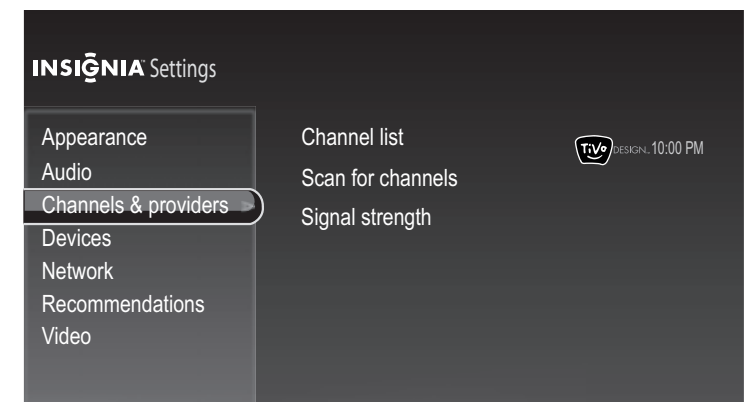 INSIGNIA™ Settings
Appearance
Audio
Channels & providers
Devices
Network
Recommendations
Video
Channel list
Scan for channels
Signal strength
TiVo DESIGN. 10:00 PM